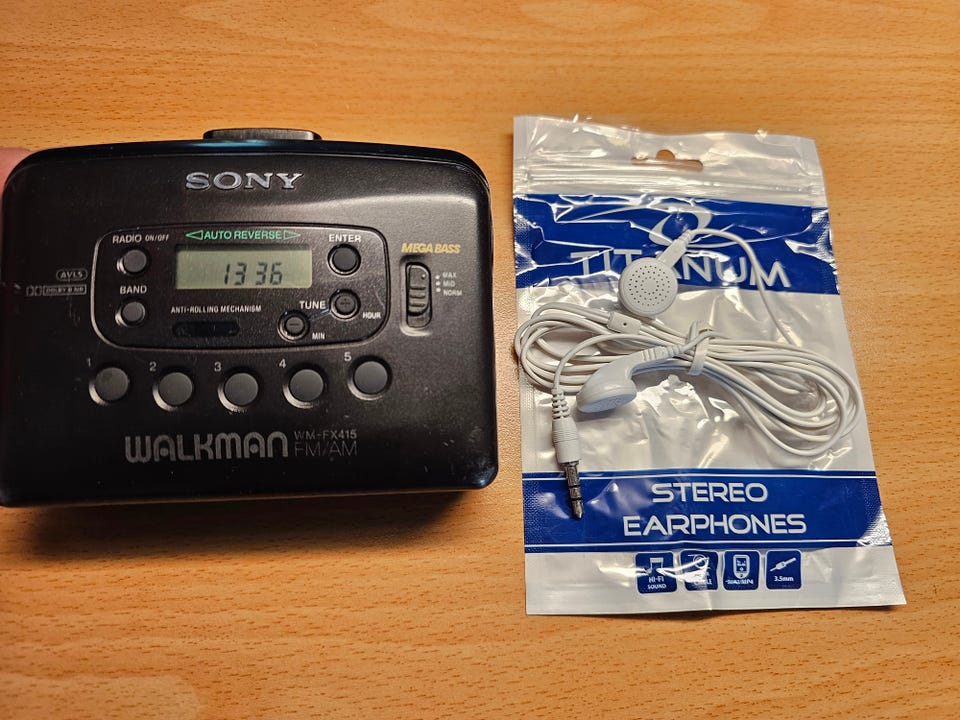 SONY
RADIO ON/OFF
◁AUTO REVERSE▷
ENTER
MEGA BASS
1336
AVLS
DOLBY B NR
BAND
MAX
MID
NORM
ANTI-ROLLING MECHANISM
TUNE
HOUR
MIN
1 2 3 4 5
WALKMAN WM-FX415
FM/AM
TITANUM
STEREO
EARPHONES
HI-FI
SOUND
3.5mm